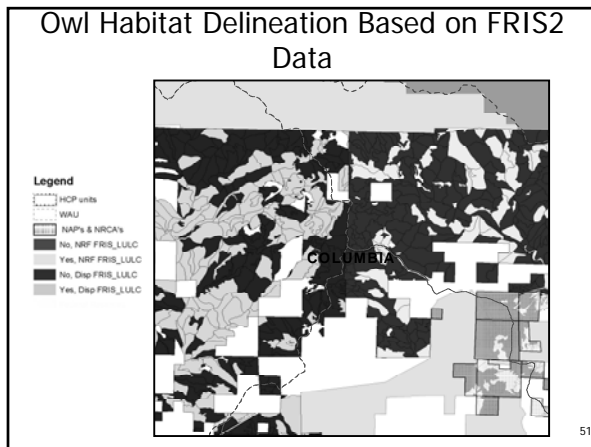 Owl Habitat Delineation Based on FRIS2
Data
Legend
HCP units
WAU
NAP's & NRCA's
No, NRF FRIS_LULC
Yes, NRF FRIS_LULC
No, Disp FRIS_LULC
Yes, Disp FRIS_LULC
COLUMBIA
51